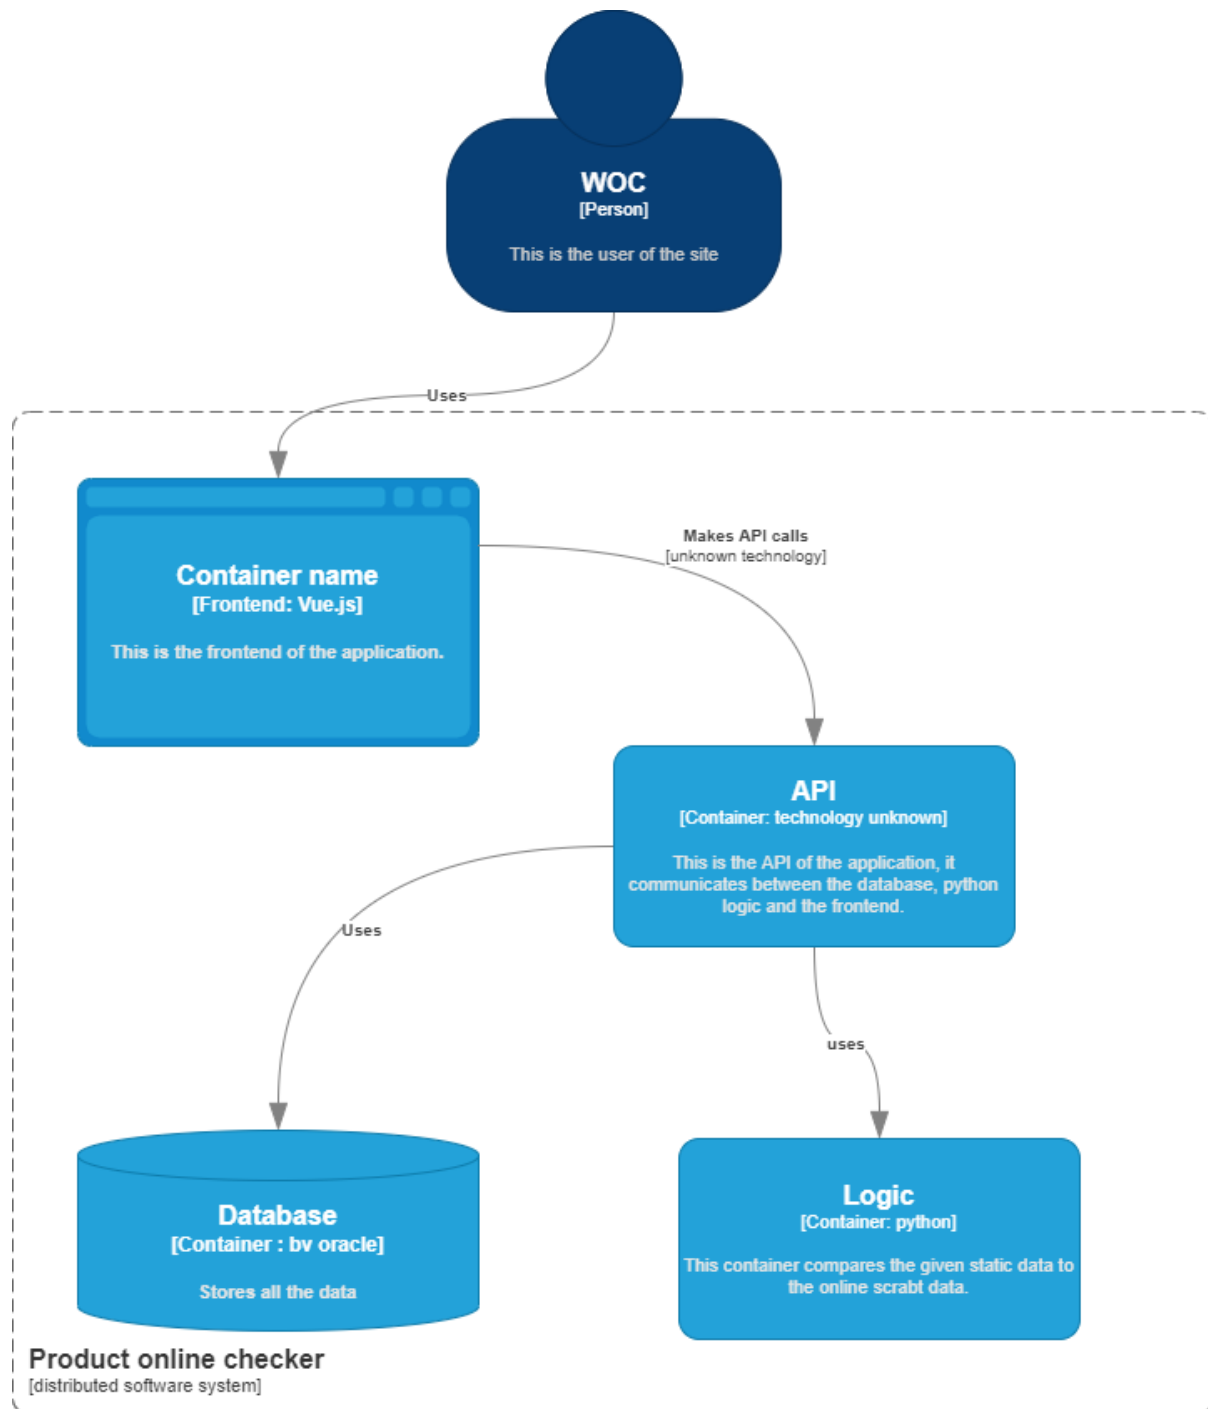 WOC
[Person]
This is the user of the site
Uses
Container name
[Frontend: Vue.js]
This is the frontend of the application.
Makes API calls
[unknown technology]
API
[Container: technology unknown]
This is the API of the application, it
communicates between the database, python
logic and the frontend.
Uses
uses
Database
[Container : bv oracle]
Stores all the data
Logic
[Container: python]
This container compares the given static data to
the online scrabt data.
Product online checker
[distributed software system]